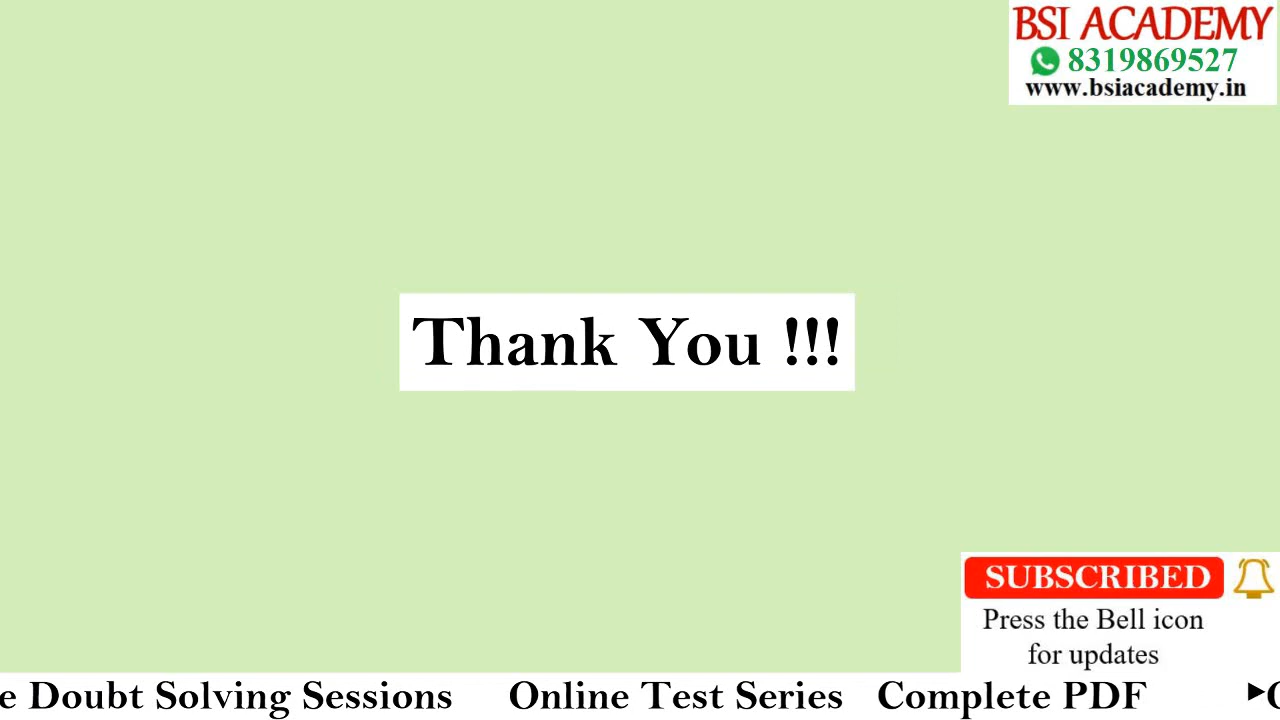 BSI ACADEMY
8319869527
www.bsiacademy.in
Thank You !!!
SUBSCRIBED
Press the Bell icon
for updates
e Doubt Solving Sessions Online Test Series Complete PDF